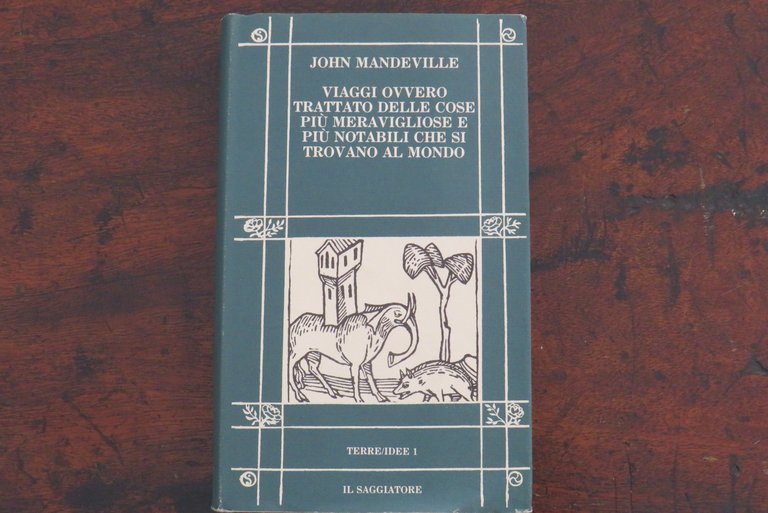 JOHN MANDEVILLE
VIAGGI OVVERO
TRATTATO DELLE COSE
PIÙ MERAVIGLIOSE E
PIÙ NOTABILI CHE SI
TROVANO AL MONDO
TERRE/IDEE 1
IL SAGGIATORE